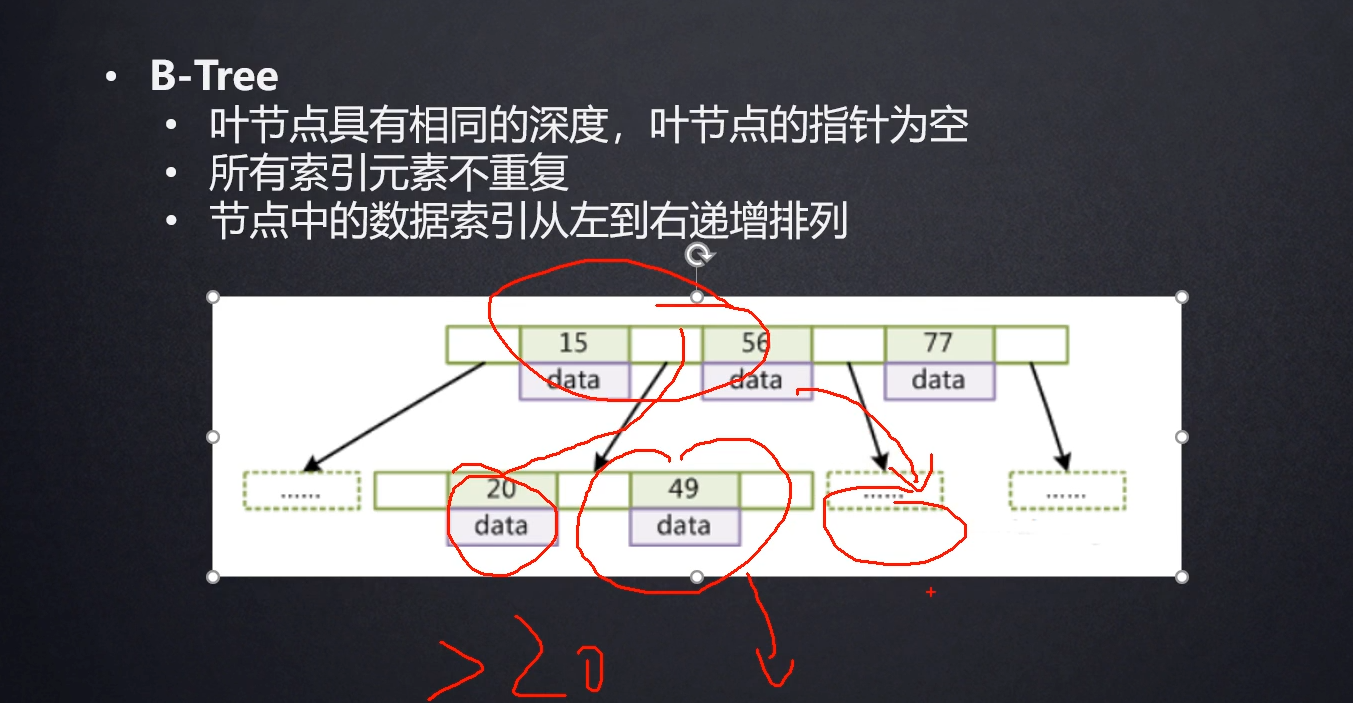 B-Tree
叶节点具有相同的深度，叶节点的指针为空
所有索引元素不重复
节点中的数据索引从左到右递增排列
15 56 77
data data data
...... 20 49 ...... ......
data data
>20